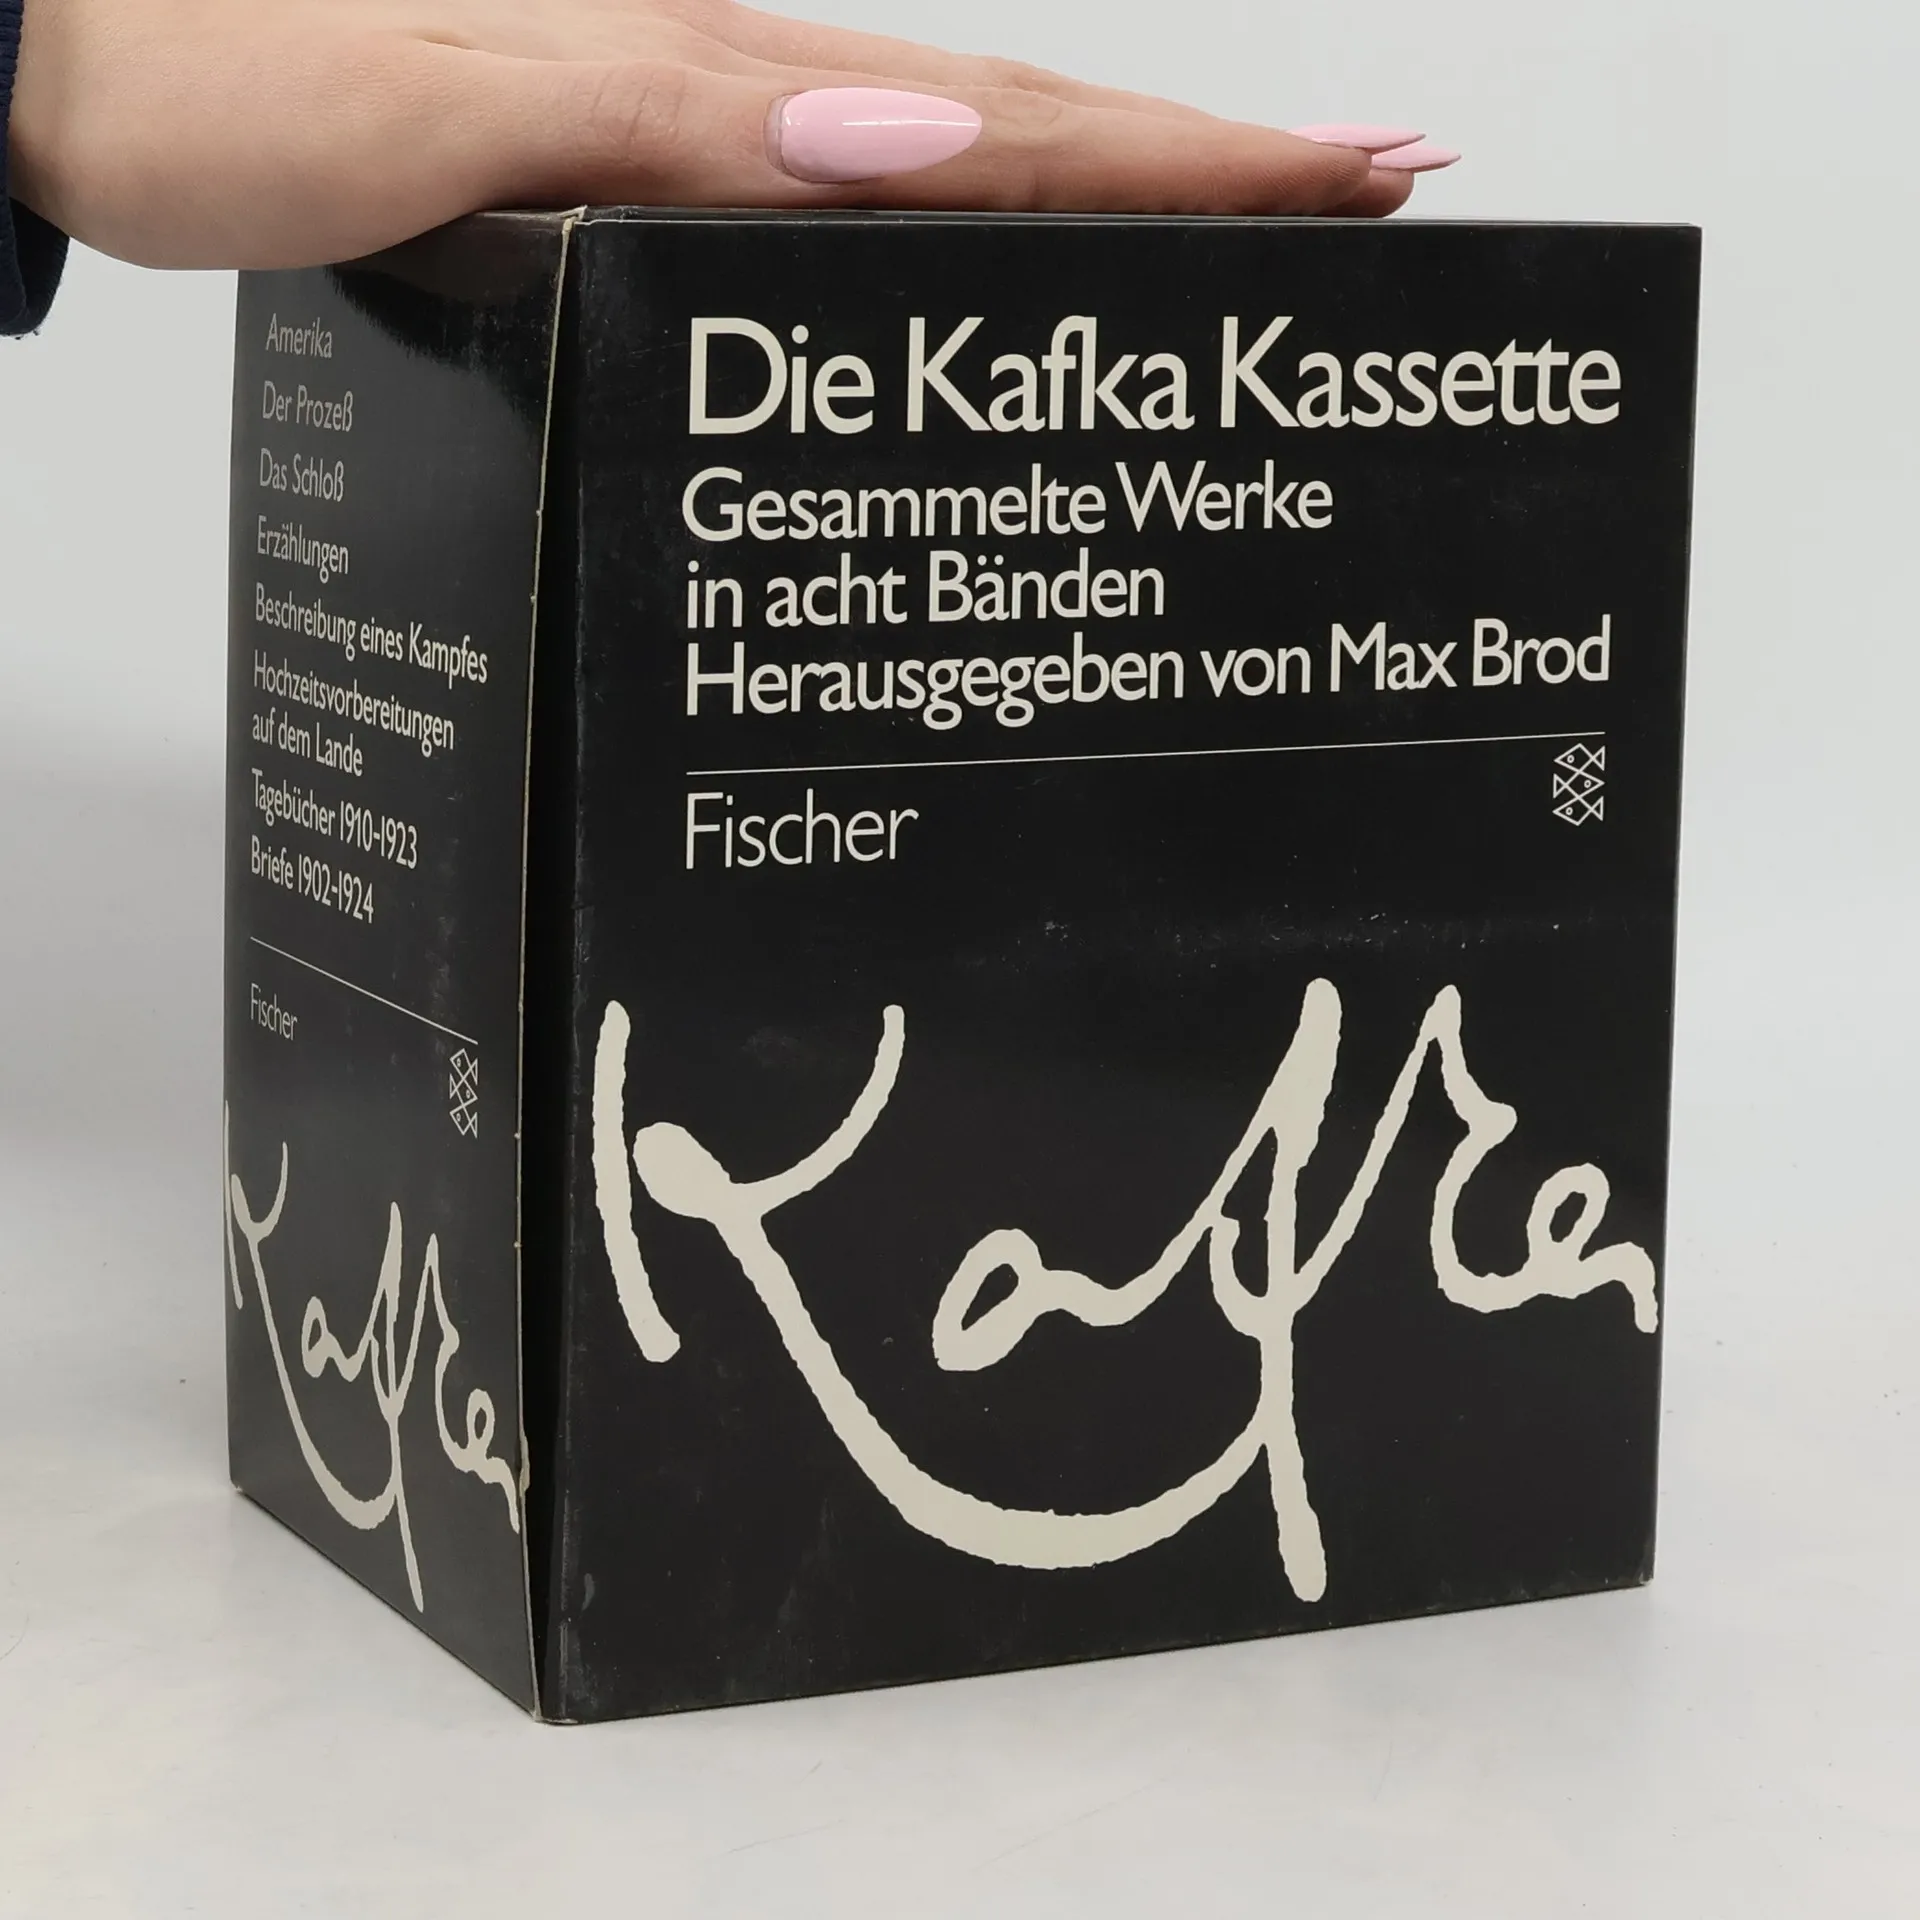 Amerika
Der Prozeß
Das Schloß
Erzählungen
Beschreibung eines Kampfes
Hochzeitsvorbereitungen
auf dem Lande
Tagebücher 1910-1923
Briefe 1902-1924
Fischer
Kafka
Die Kafka Kassette
Gesammelte Werke
in acht Bänden
Herausgegeben von Max Brod
Fischer
Kafka